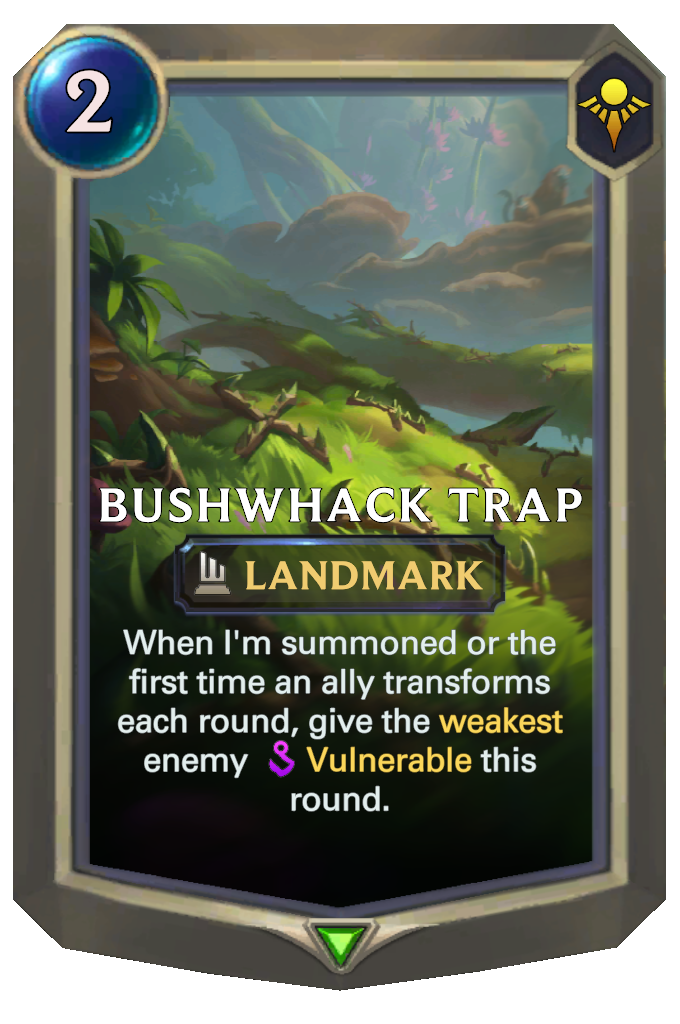 2
BUSHWHACK TRAP
LANDMARK
When I'm summoned or the
first time an ally transforms
each round, give the weakest
enemy Vulnerable this
round.